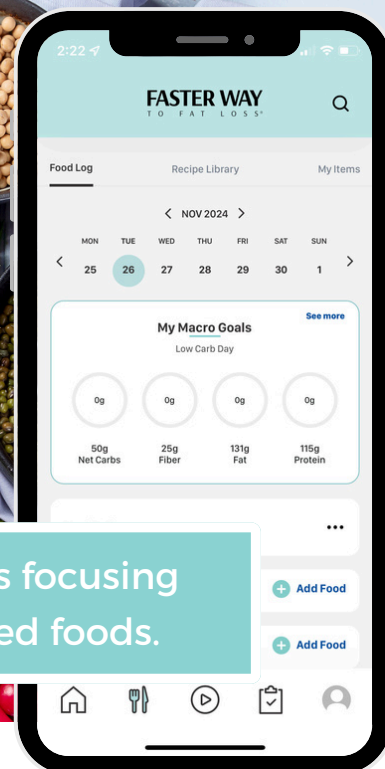 2:22
FASTER WAY
TO FAT LOSS®
Food Log Recipe Library My Items
< NOV 2024 >
MON TUE WED THU FRI SAT SUN
< 25 26 27 28 29 30 1 >
See more
My Macro Goals
Low Carb Day
0g 0g 0g 0g
50g 25g 131g 115g
Net Carbs Fiber Fat Protein
s focusing
+ Add Food
ed foods.
+ Add Food